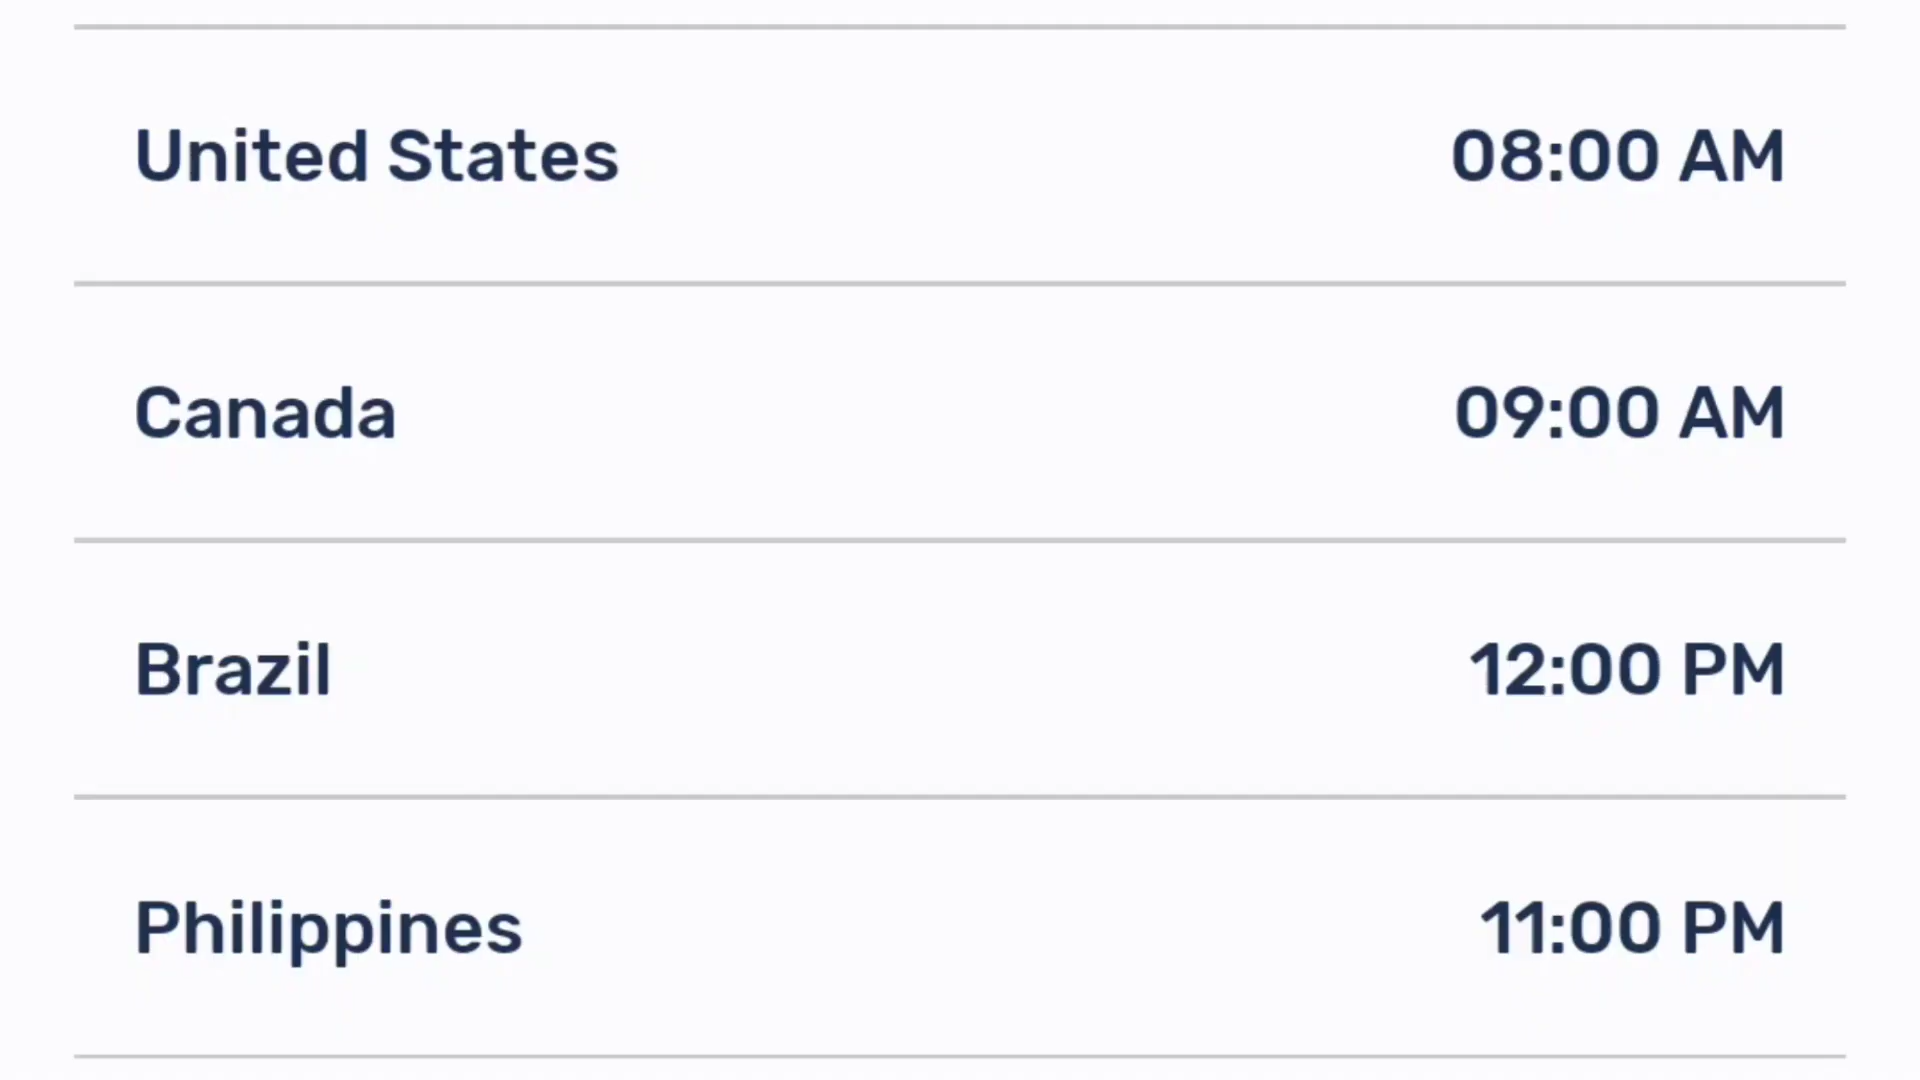 United States 08:00 AM
Canada 09:00 AM
Brazil 12:00 PM
Philippines 11:00 PM